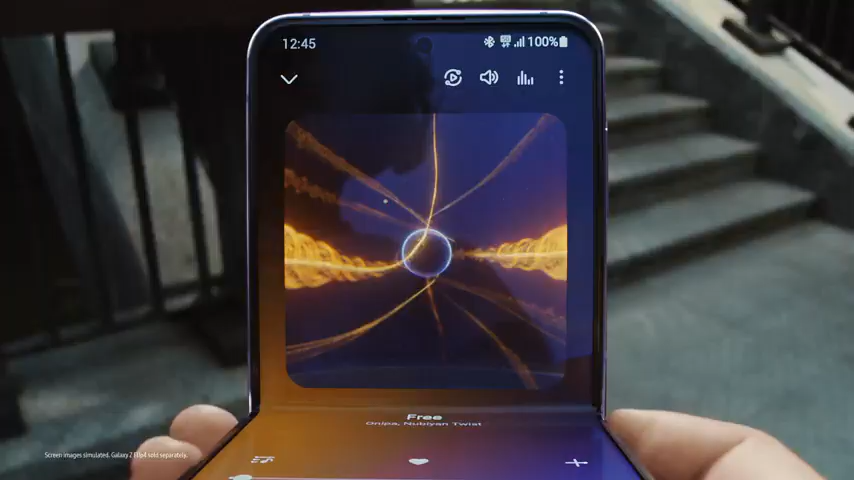 12:45
100%
Free
Onipa, Nubiyan Twist
Screen images simulated. Galaxy Z Flip4 sold separately.